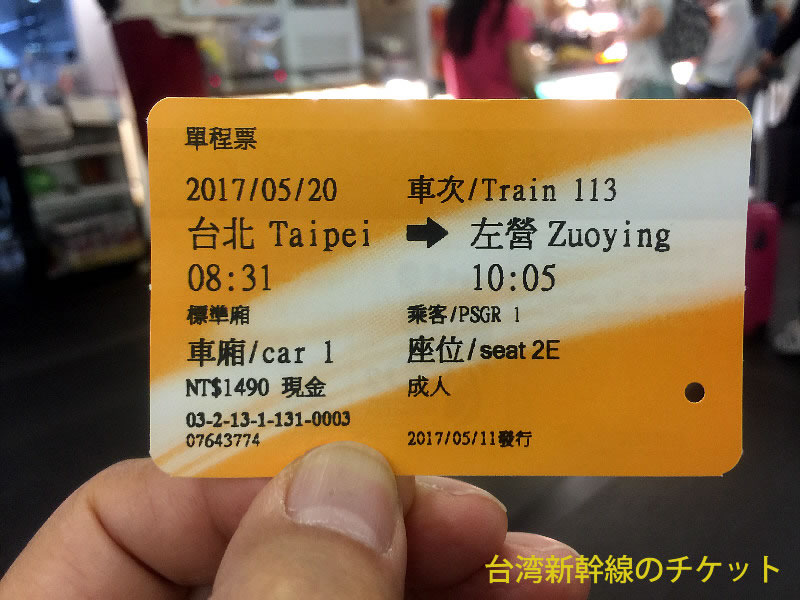 單程票
2017/05/20 車次/Train 113
台北 Taipei ➡ 左營 Zuoying
08:31 10:05
標準廂 乘客/PSGR 1
車廂/car 1 座位/seat 2E
NT$1490 現金 成人
03-2-13-1-131-0003
07643774 2017/05/11發行
台湾新幹線のチケット